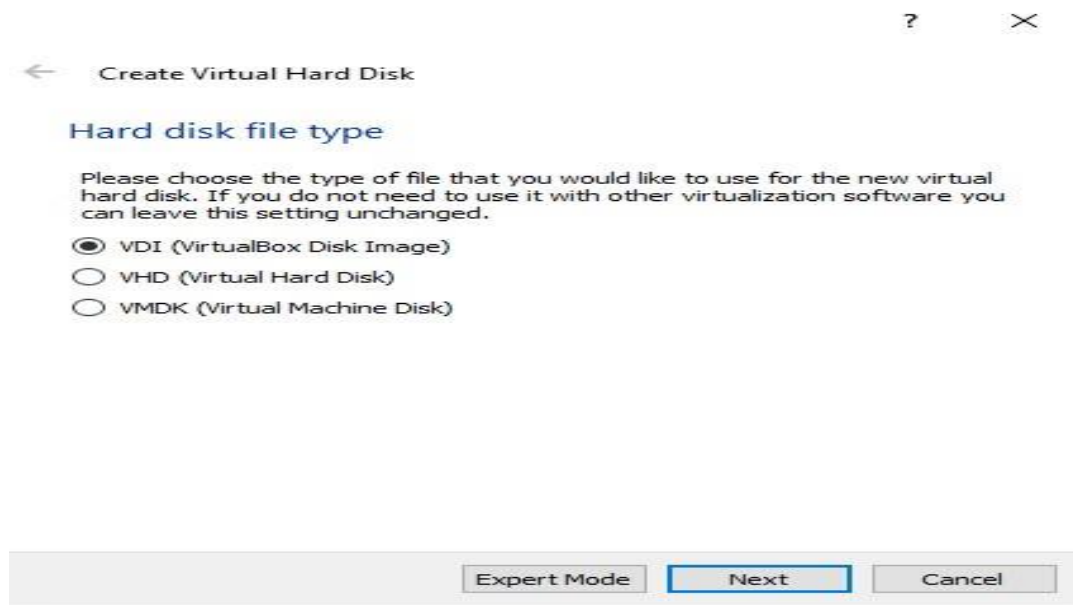 ?
Create Virtual Hard Disk
Hard disk file type
Please choose the type of file that you would like to use for the new virtual
hard disk. If you do not need to use it with other virtualization software you
can leave this setting unchanged.
VDI (VirtualBox Disk Image)
VHD (Virtual Hard Disk)
VMDK (Virtual Machine Disk)
Expert Mode Next Cancel